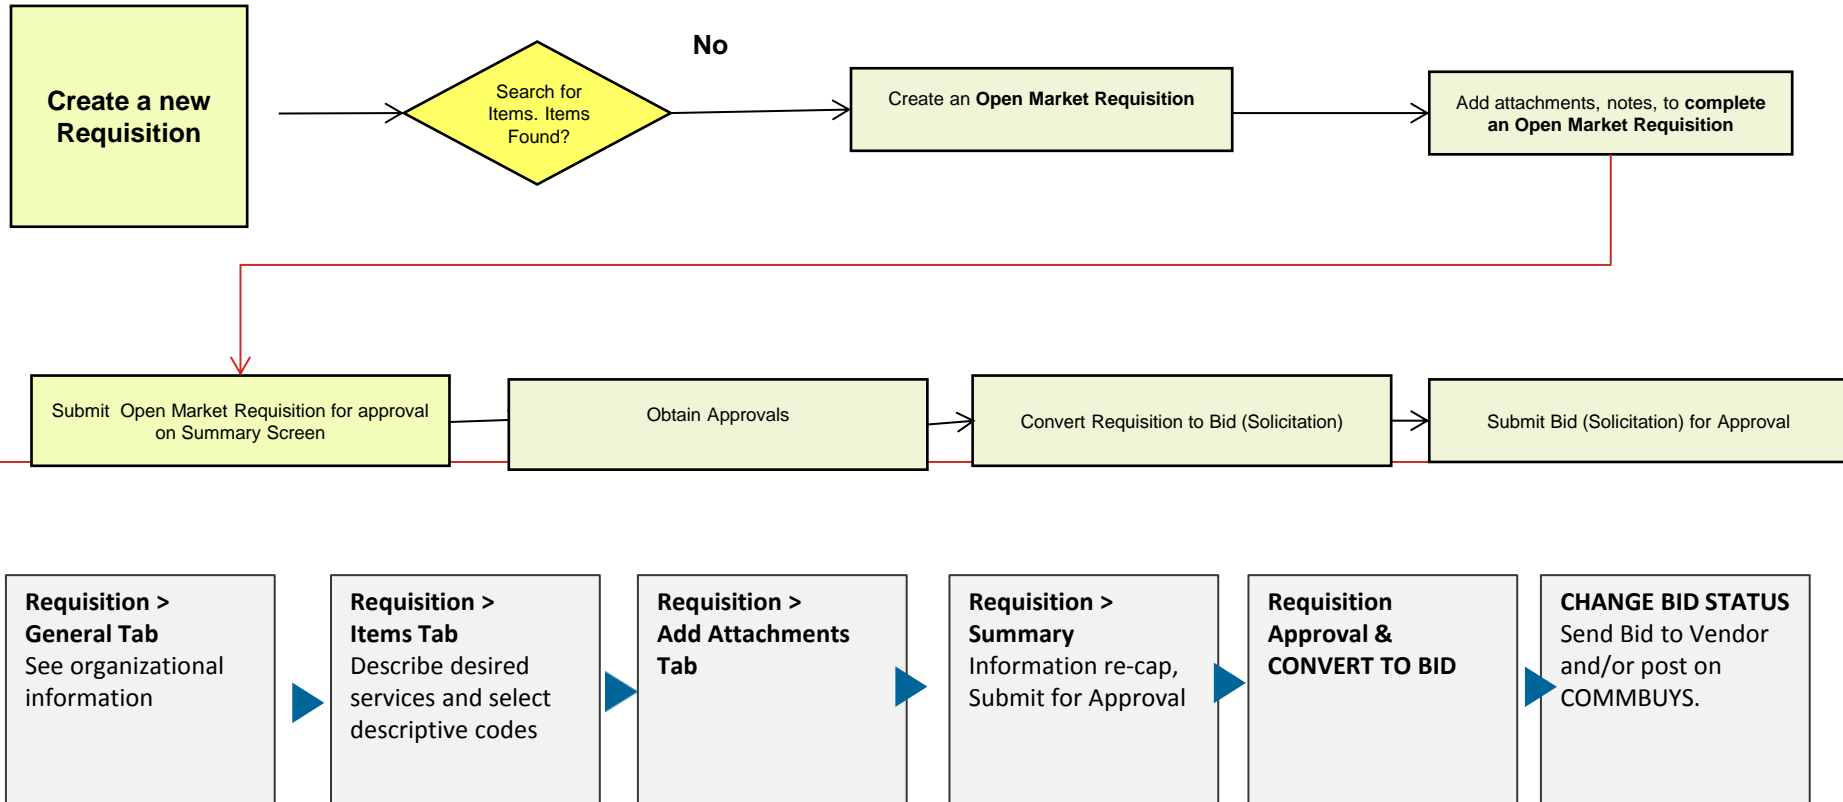 Create a new
Requisition
Search for
Items. Items
Found?
No
Create an Open Market Requisition
Add attachments, notes, to complete
an Open Market Requisition
Submit Open Market Requisition for approval
on Summary Screen
Obtain Approvals
Convert Requisition to Bid (Solicitation)
Submit Bid (Solicitation) for Approval
Requisition >
General Tab
See organizational
information
Requisition >
Items Tab
Describe desired
services and select
descriptive codes
Requisition >
Add Attachments
Tab
Requisition >
Summary
Information re-cap,
Submit for Approval
Requisition
Approval &
CONVERT TO BID
CHANGE BID STATUS
Send Bid to Vendor
and/or post on
COMMBUYS.